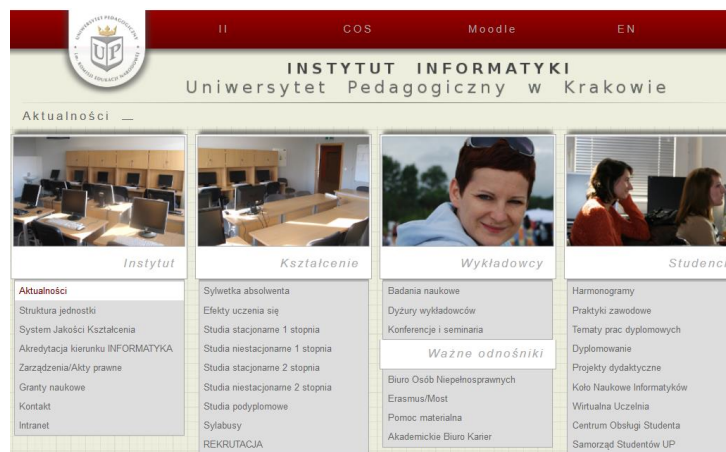 II
COS
Moodle
EN
UP
INSTYTUT INFORMATYKI
Uniwersytet Pedagogiczny w Krakowie
Aktualności
Instytut
Aktualności
Struktura jednostki
System Jakości Kształcenia
Akredytacja kierunku INFORMATYKA
Zarządzenia/Akty prawne
Granty naukowe
Kontakt
Intranet
Kształcenie
Sylwetka absolwenta
Efekty uczenia się
Studia stacjonarne 1 stopnia
Studia niestacjonarne 1 stopnia
Studia stacjonarne 2 stopnia
Studia niestacjonarne 2 stopnia
Studia podyplomowe
Sylabusy
REKRUTACJA
Wykładowcy
Badania naukowe
Dyżury wykładowców
Konferencje i seminaria
Ważne odnośniki
Biuro Osób Niepełnosprawnych
Erasmus/Most
Pomoc materialna
Akademickie Biuro Karier
Studenci
Harmonogramy
Praktyki zawodowe
Tematy prac dyplomowych
Dyplomowanie
Projekty dydaktyczne
Koło Naukowe Informatyków
Wirtualna Uczelnia
Centrum Obsługi Studenta
Samorząd Studentów UP